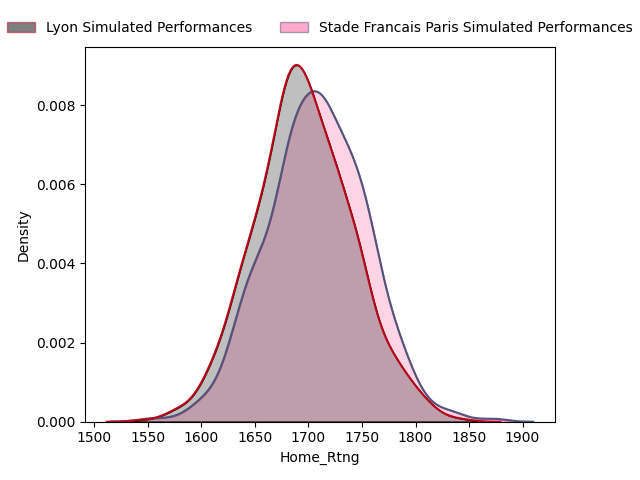 Lyon Simulated Performances
Stade Francais Paris Simulated Performances
Density
0.008
0.006
0.004
0.002
0.000
1500 1550 1600 1650 1700 1750 1800 1850 1900
Home_Rtng